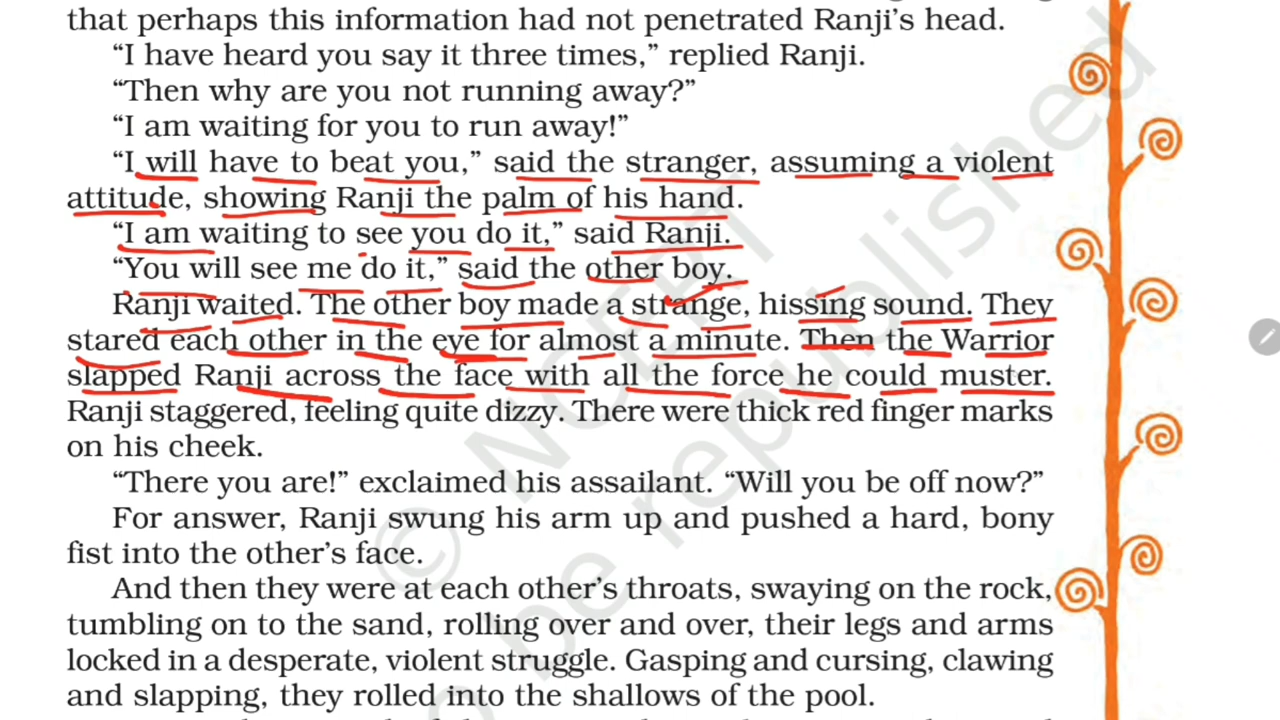 that perhaps this information had not penetrated Ranji’s head.
“I have heard you say it three times,” replied Ranji.
“Then why are you not running away?”
“I am waiting for you to run away!”
“I will have to beat you,” said the stranger, assuming a violent
attitude, showing Ranji the palm of his hand.
“I am waiting to see you do it,” said Ranji.
“You will see me do it,” said the other boy.
Ranji waited. The other boy made a strange, hissing sound. They
stared each other in the eye for almost a minute. Then the Warrior
slapped Ranji across the face with all the force he could muster.
Ranji staggered, feeling quite dizzy. There were thick red finger marks
on his cheek.
“There you are!” exclaimed his assailant. “Will you be off now?”
For answer, Ranji swung his arm up and pushed a hard, bony
fist into the other’s face.
And then they were at each other’s throats, swaying on the rock,
tumbling on to the sand, rolling over and over, their legs and arms
locked in a desperate, violent struggle. Gasping and cursing, clawing
and slapping, they rolled into the shallows of the pool.
© NCERT
o be republished